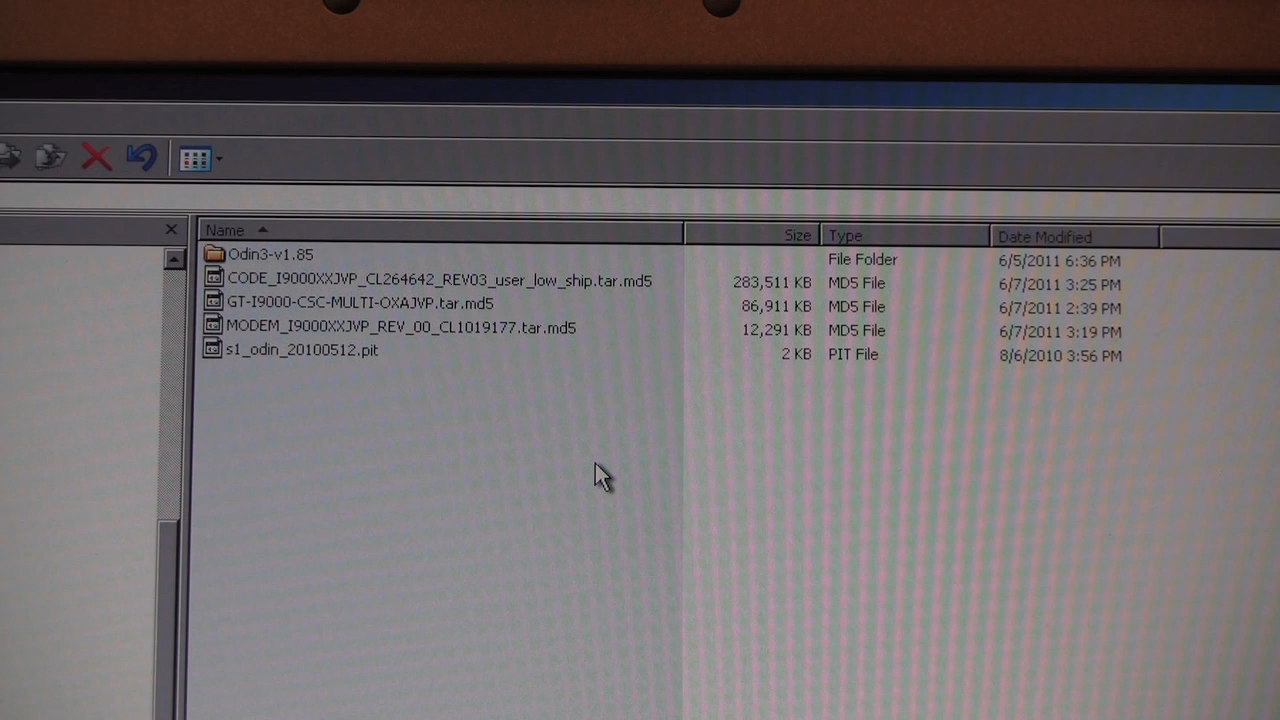 Name Size Type Date Modified
Odin3-v1.85 File Folder 6/5/2011 6:36 PM
CODE_I9000XXJVP_CL264642_REV03_user_low_ship.tar.md5 283,511 KB MD5 File 6/7/2011 3:25 PM
GT-I9000-CSC-MULTI-OXAJVP.tar.md5 86,911 KB MD5 File 6/7/2011 2:39 PM
MODEM_I9000XXJVP_REV_00_CL1019177.tar.md5 12,291 KB MD5 File 6/7/2011 3:19 PM
s1_odin_20100512.pit 2 KB PIT File 8/6/2010 3:56 PM